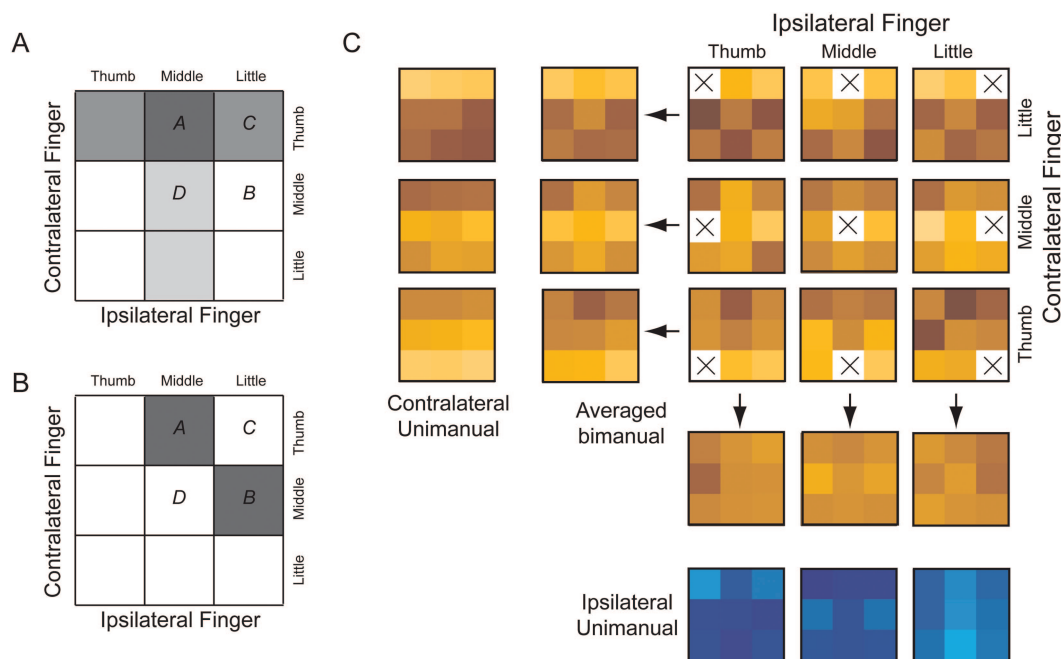 A
Thumb Middle Little
Contralateral Finger
A C
Thumb
D B
Middle
Little
Ipsilateral Finger
B
Thumb Middle Little
Contralateral Finger
A C
Thumb
D B
Middle
Little
Ipsilateral Finger
C
Ipsilateral Finger
Thumb Middle Little
Little
Middle
Thumb
Contralateral Finger
Contralateral
Unimanual
Averaged
bimanual
Ipsilateral
Unimanual